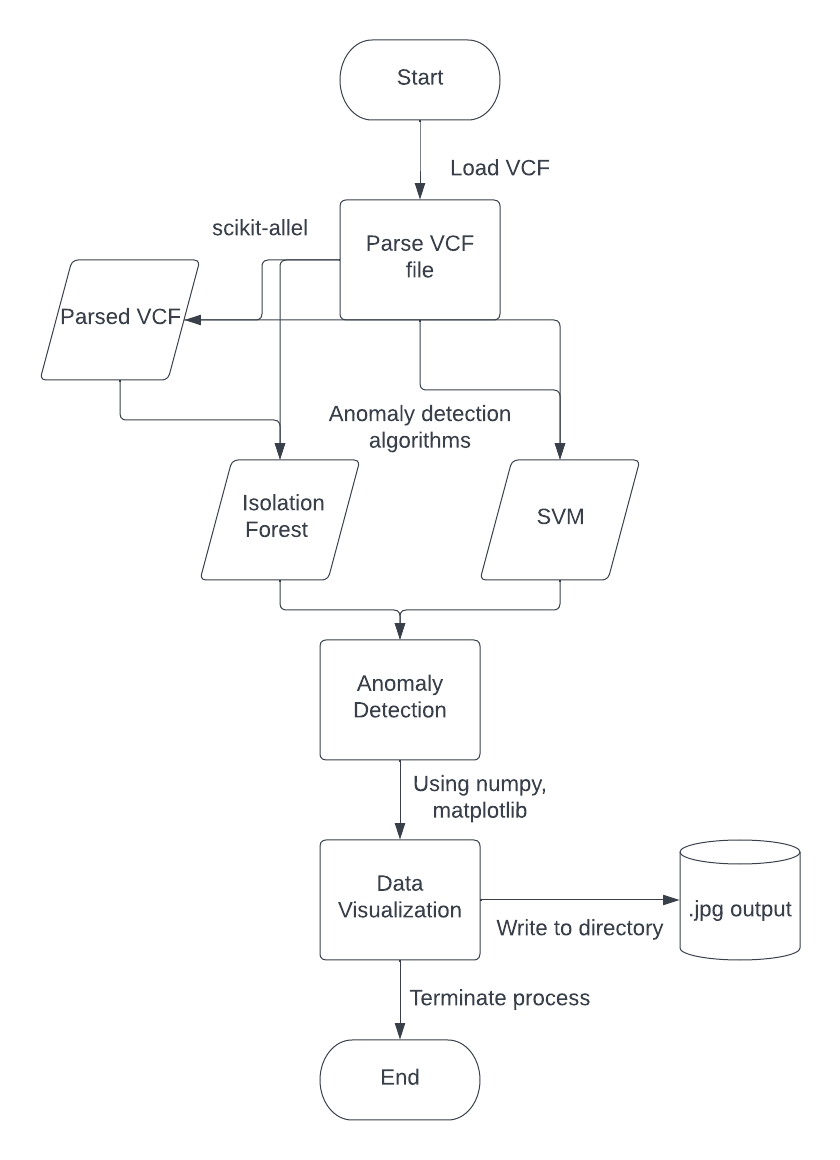 Start
Load VCF
scikit-allel
Parse VCF
file
Parsed VCF
Anomaly detection
algorithms
Isolation
Forest
SVM
Anomaly
Detection
Using numpy,
matplotlib
Data
Visualization
.jpg output
Write to directory
Terminate process
End